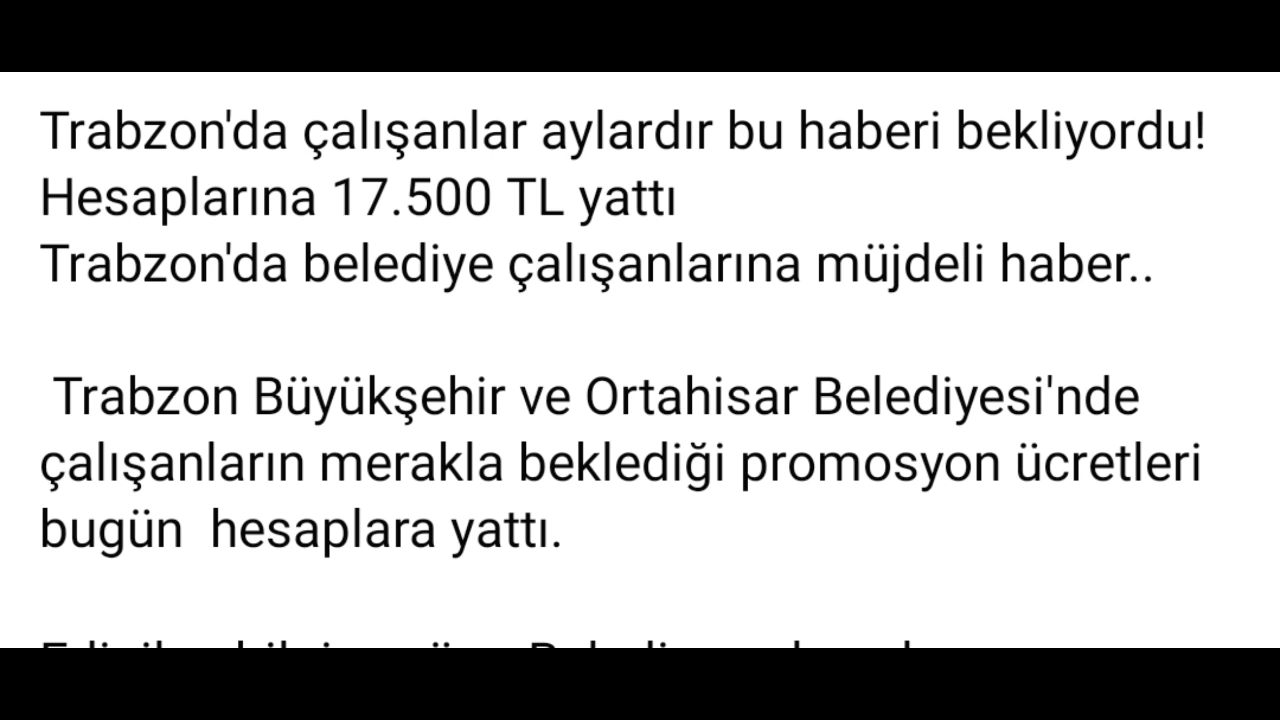 Trabzon'da çalışanlar aylardır bu haberi bekliyordu!
Hesaplarına 17.500 TL yattı
Trabzon'da belediye çalışanlarına müjdeli haber..
Trabzon Büyükşehir ve Ortahisar Belediyesi'nde
çalışanların merakla beklediği promosyon ücretleri
bugün  hesaplara yattı.